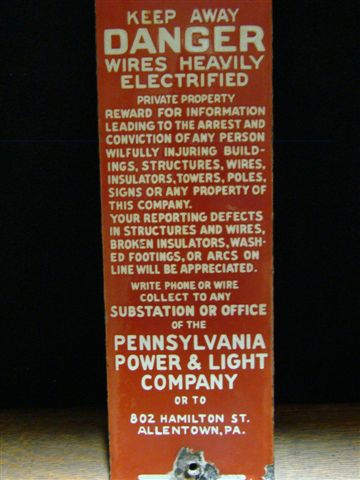 KEEP AWAY
DANGER
WIRES HEAVILY
ELECTRIFIED
PRIVATE PROPERTY
REWARD FOR INFORMATION
LEADING TO THE ARREST AND
CONVICTION OF ANY PERSON
WILFULLY INJURING BUILD-
INGS, STRUCTURES, WIRES,
INSULATORS, TOWERS, POLES.
SIGNS OR ANY PROPERTY OF
THIS COMPANY.
YOUR REPORTING DEFECTS
IN STRUCTURES AND WIRES,
BROKEN INSULATORS, WASH-
ED FOOTINGS, OR ARCS ON
LINE WILL BE APPRECIATED.
WRITE PHONE OR WIRE
COLLECT TO ANY
SUBSTATION OR OFFICE
OF THE
PENNSYLVANIA
POWER & LIGHT
COMPANY
OR TO
802 HAMILTON ST.
ALLENTOWN, PA.